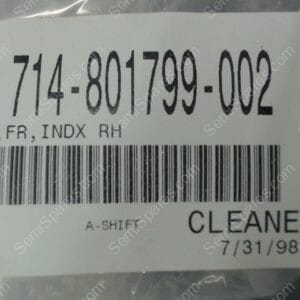 714-801799-002
FR,INDX RH
A-SHIFT
CLEANE
7/31/98